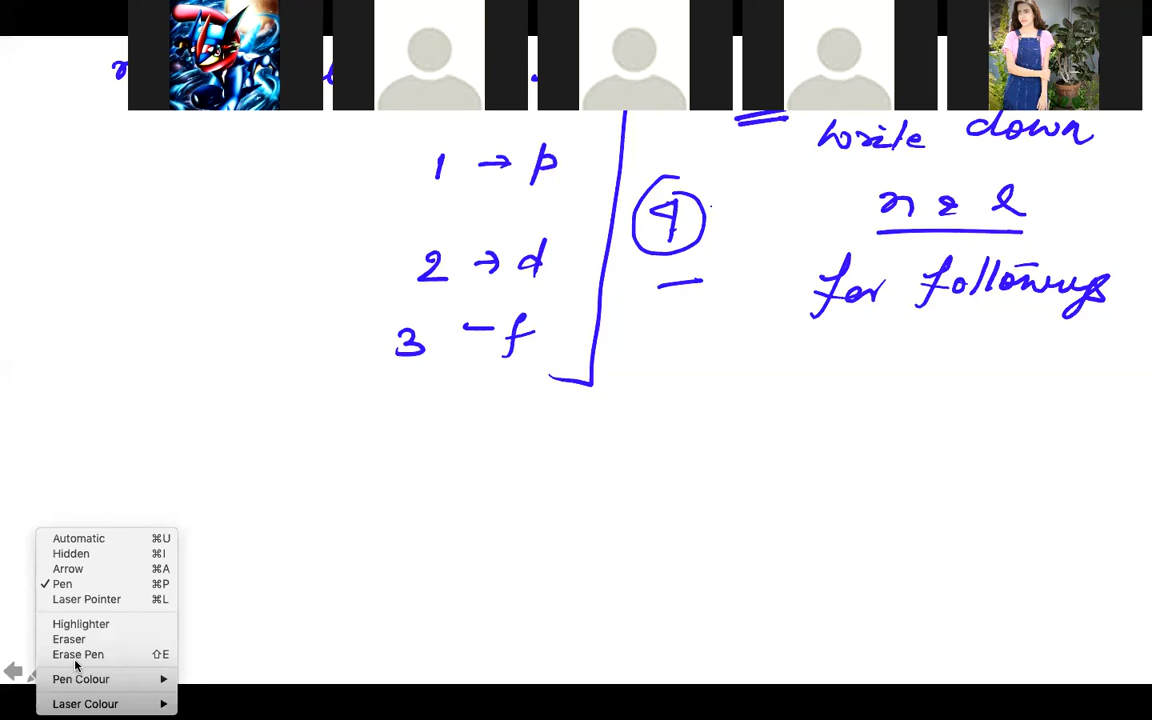 write down
1 → p
n & l
2 → d
4
for followings
3 - f
Automatic ⌘U
Hidden ⌘I
Arrow ⌘A
✓ Pen ⌘P
Laser Pointer ⌘L
Highlighter
Eraser
Erase Pen ⇧E
Pen Colour ▶
Laser Colour ▶